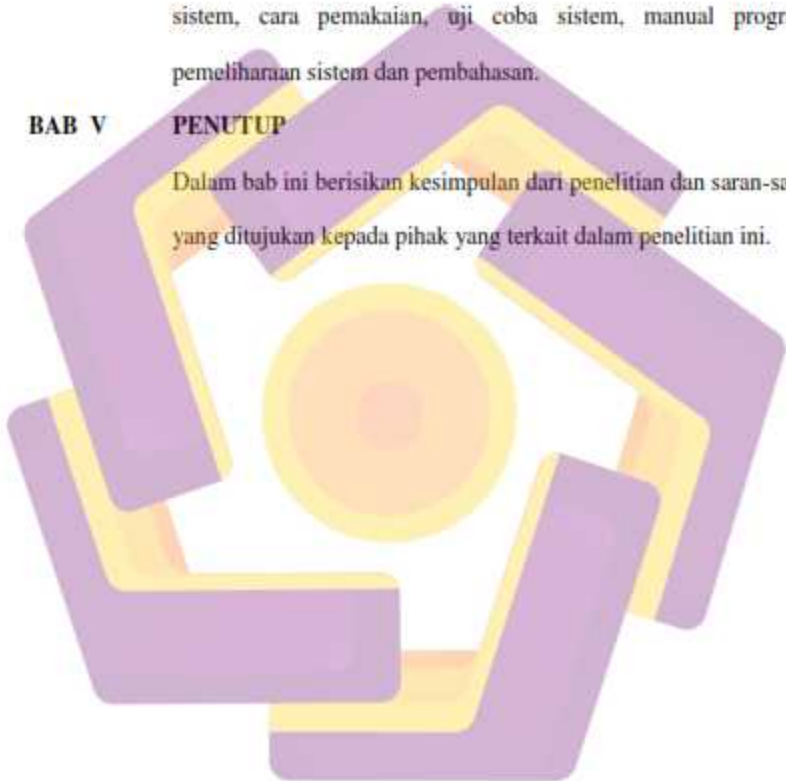 sistem, cara pemakaian, uji coba sistem, manual progr
pemeliharaan sistem dan pembahasan.
BAB V PENUTUP
Dalam bab ini berisikan kesimpulan dari penelitian dan saran-sa
yang ditujukan kepada pihak yang terkait dalam penelitian ini.